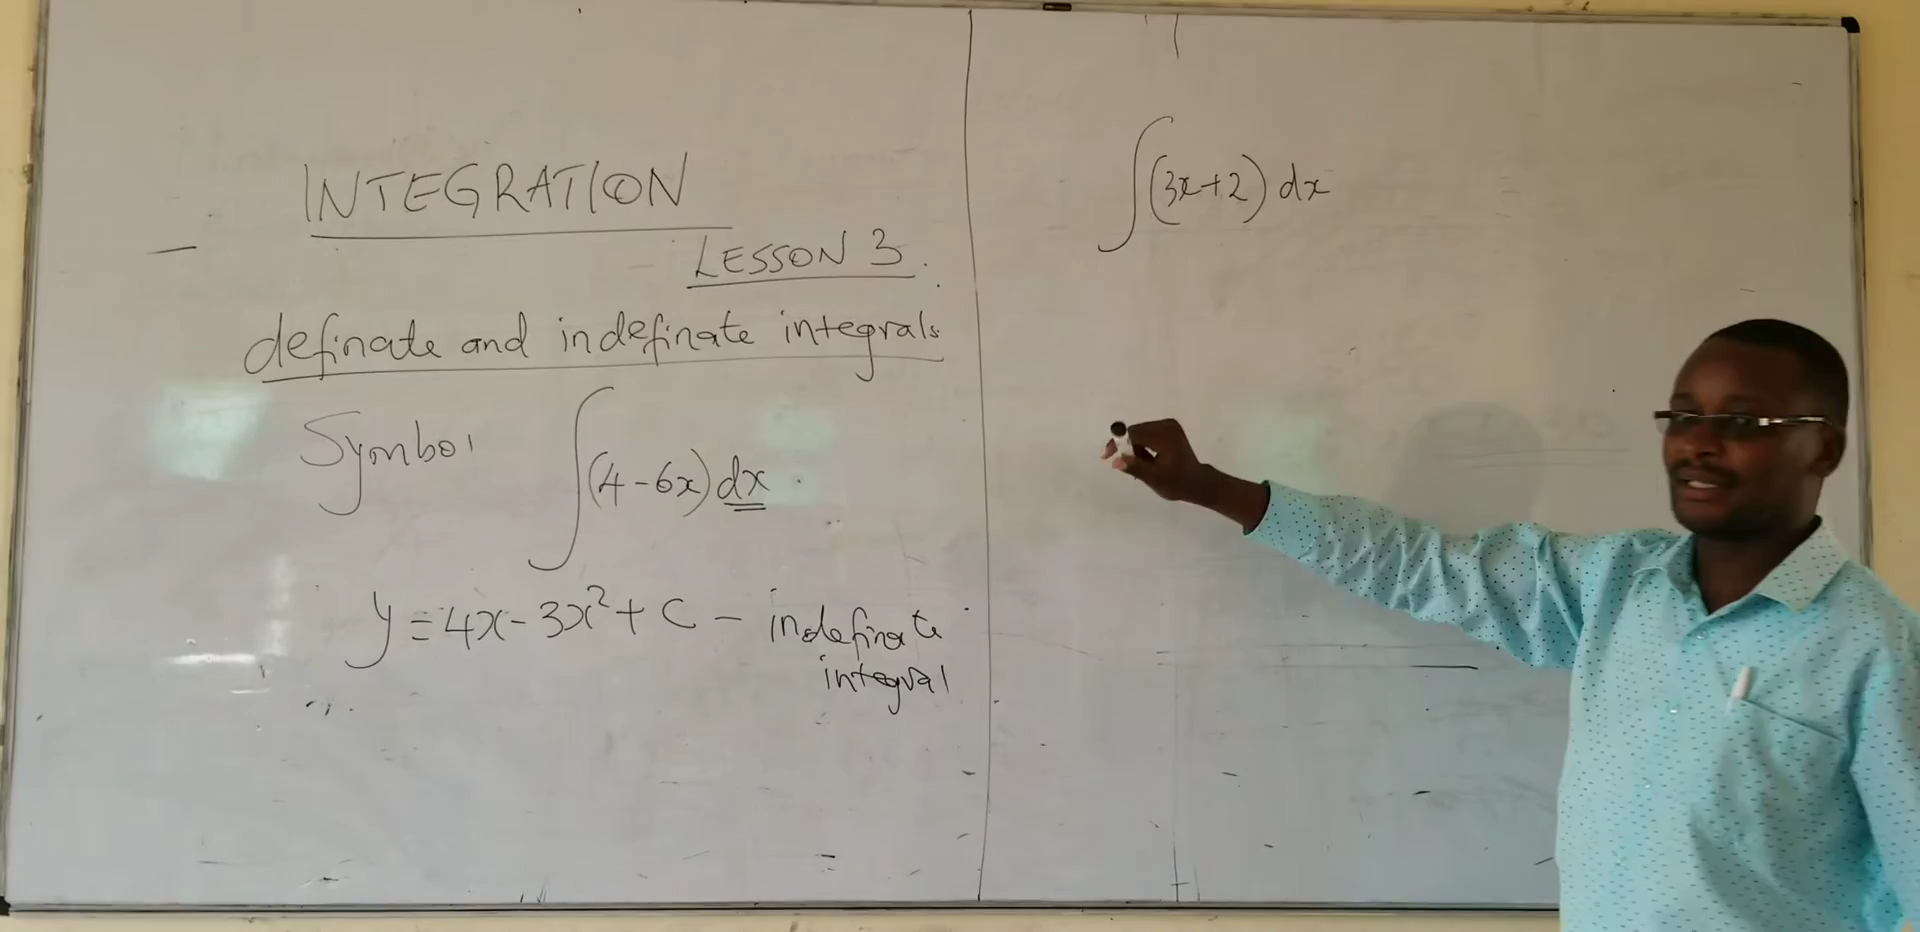 INTEGRATION
LESSON 3.
definate and indefinate integrals
Symbol ∫(4-6x)dx.
y = 4x - 3x² + C - indefinate
integral
∫(3x+2) dx